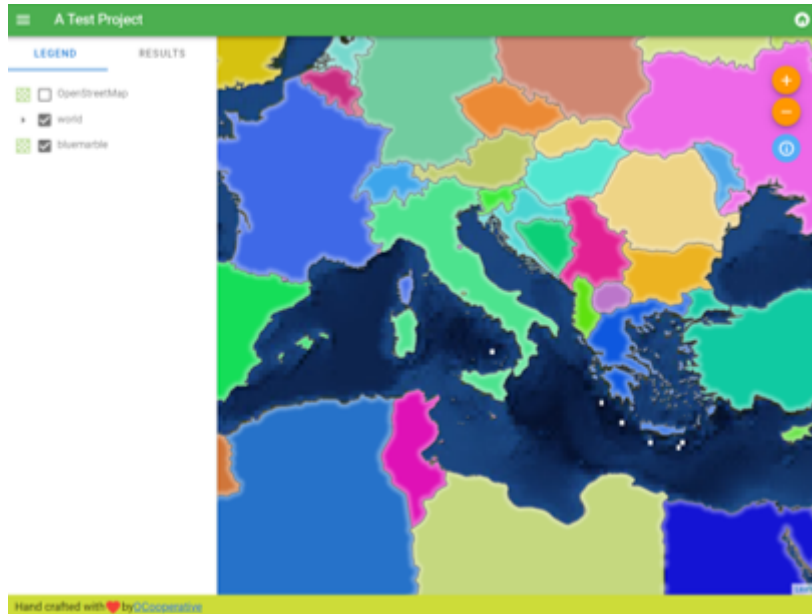 A Test Project
LEGEND RESULTS
OpenStreetMap
world
bluemarble
Hand crafted with ❤ by QCooperative